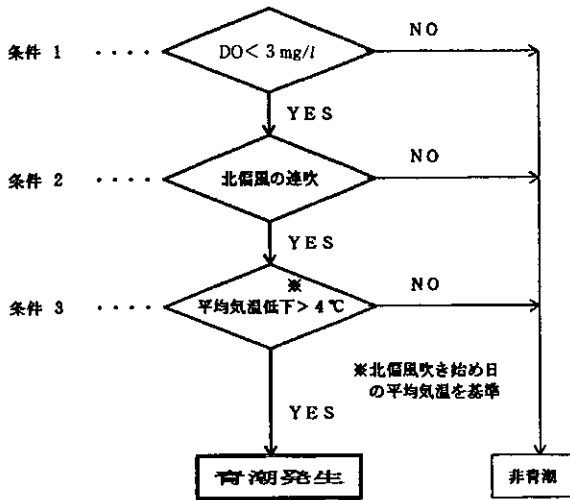 条件 1 ････ DO< 3 mg/l NO
YES
条件 2 ････ 北偏風の連吹 NO
YES
※
条件 3 ････ 平均気温低下> 4 ℃ NO
※北偏風吹き始め日
の平均気温を基準
YES
青潮発生 非青潮